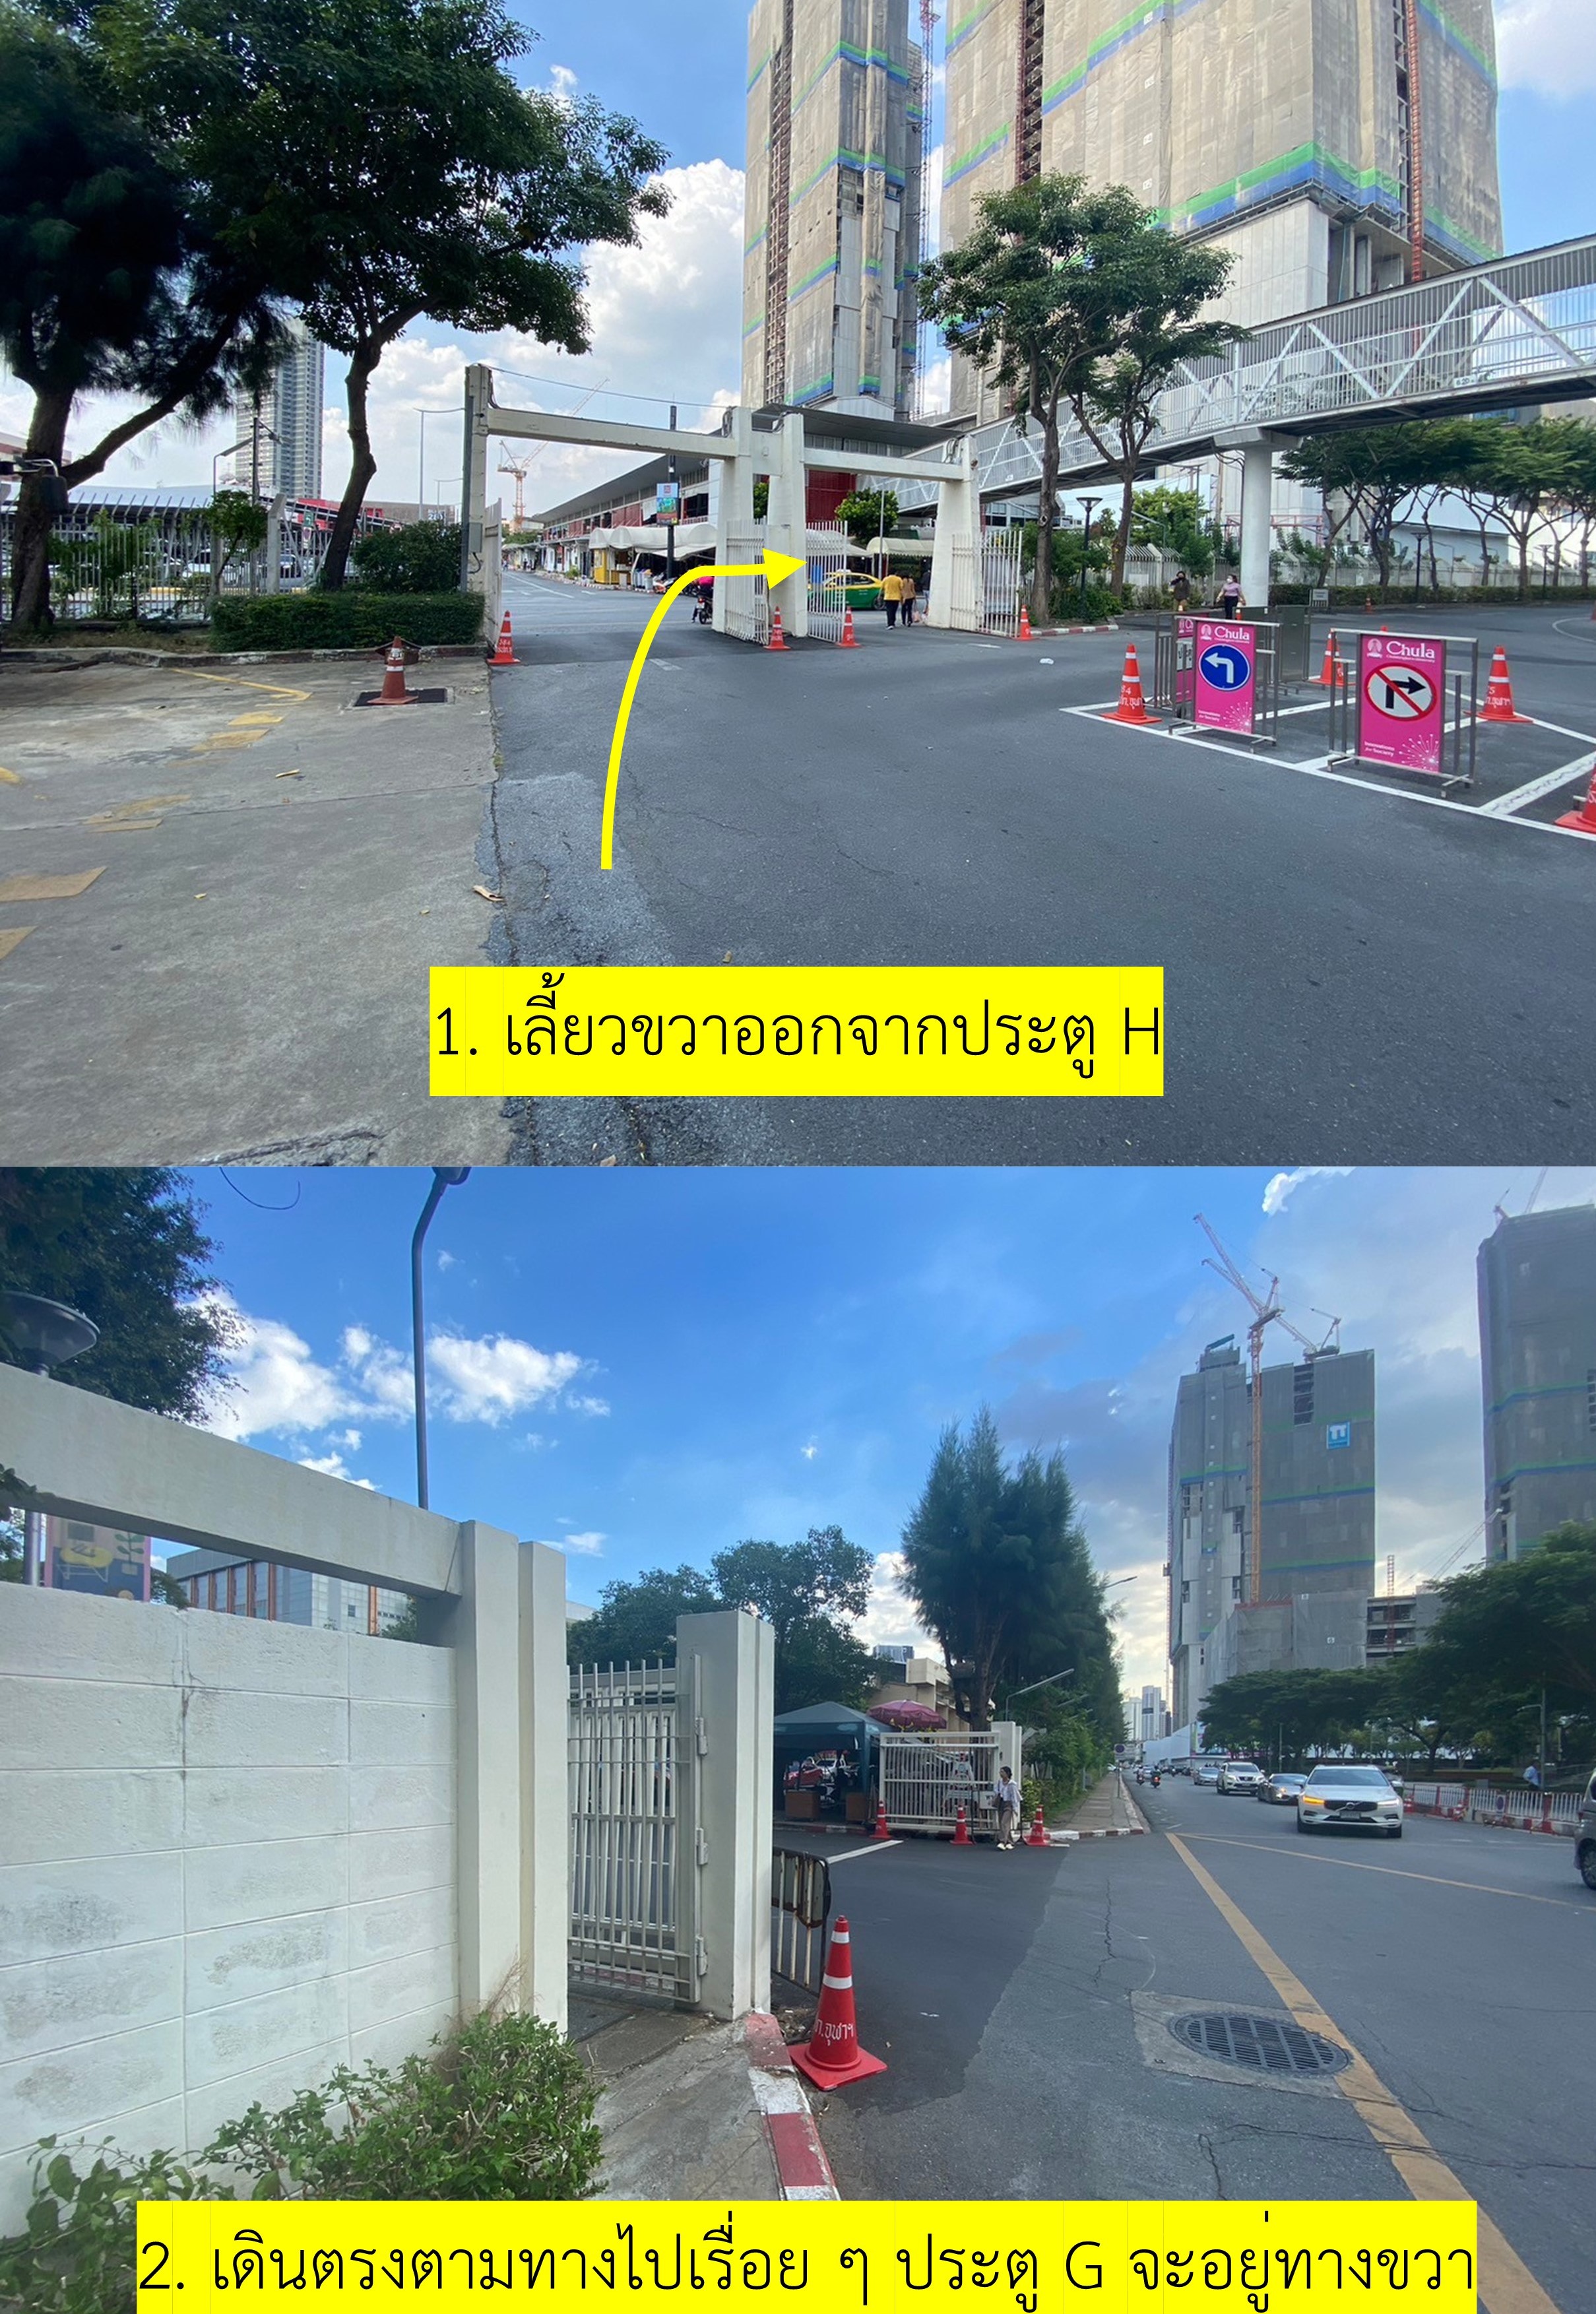 Chula
Chula
1. เลี้ยวขวาออกจากประตู H
2. เดินตรงตามทางไปเรื่อย ๆ ประตู G จะอยู่ทางขวา